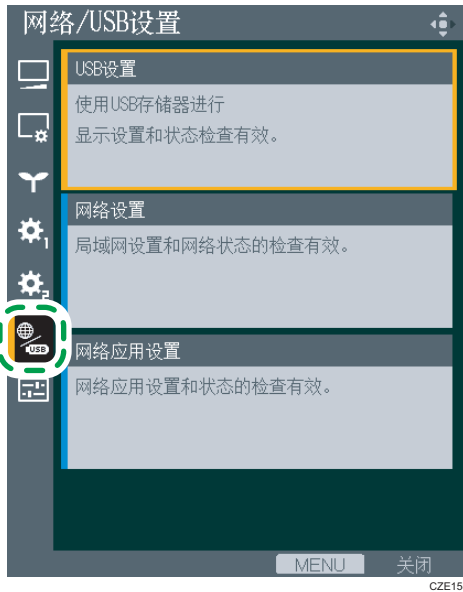 网络/USB设置
USB设置
使用USB存储器进行
显示设置和状态检查有效。
网络设置
局域网设置和网络状态的检查有效。
1
2
USB
网络应用设置
网络应用设置和状态的检查有效。
MENU 关闭
CZE15